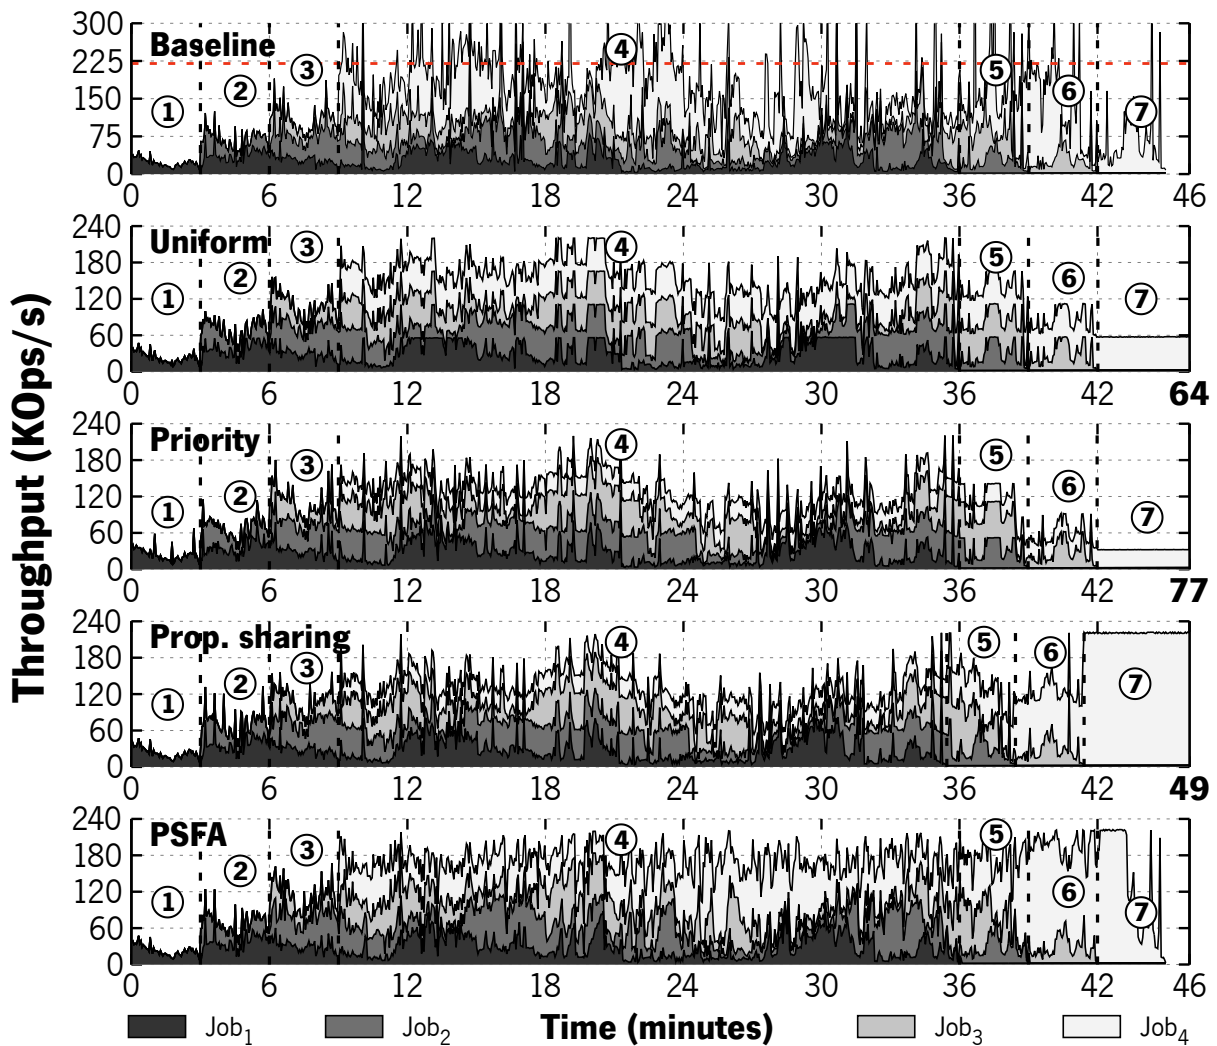 Throughput (KOps/s)
300
225
150
75
0
Baseline
1 2 3 4 5 6 7
0 6 12 18 24 30 36 42 46
240
180
120
60
0
Uniform
1 2 3 4 5 6 7
0 6 12 18 24 30 36 42 64
240
180
120
60
0
Priority
1 2 3 4 5 6 7
0 6 12 18 24 30 36 42 77
240
180
120
60
0
Prop. sharing
1 2 3 4 5 6 7
0 6 12 18 24 30 36 42 49
240
180
120
60
0
PSFA
1 2 3 4 5 6 7
0 6 12 18 24 30 36 42 46
Job1 Job2 Time (minutes) Job3 Job4